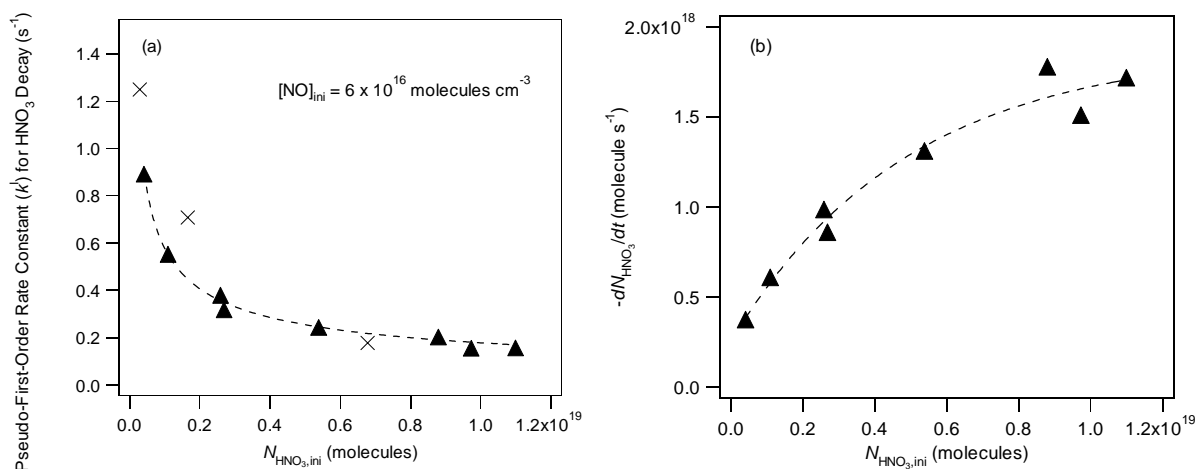 Pseudo-First-Order Rate Constant (k^I) for HNO3 Decay (s^-1)
(a)
[NO]ini = 6 x 10^16 molecules cm^-3
1.4
1.2
1.0
0.8
0.6
0.4
0.2
0.0
0.0 0.2 0.4 0.6 0.8 1.0 1.2x10^19
NHNO3,ini (molecules)
-dNHNO3/dt (molecule s^-1)
(b)
2.0x10^18
1.5
1.0
0.5
0.0
0.0 0.2 0.4 0.6 0.8 1.0 1.2x10^19
NHNO3,ini (molecules)